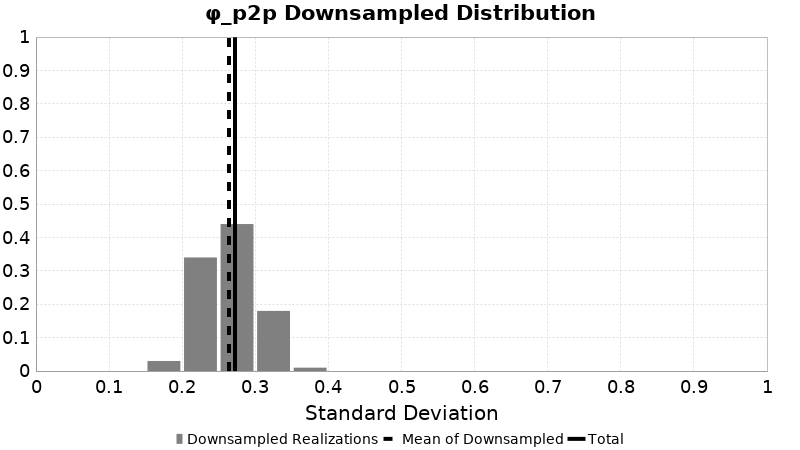 φ_p2p Downsampled Distribution
1
0.9
0.8
0.7
0.6
0.5
0.4
0.3
0.2
0.1
0
0 0.1 0.2 0.3 0.4 0.5 0.6 0.7 0.8 0.9 1
Standard Deviation
Downsampled Realizations Mean of Downsampled Total